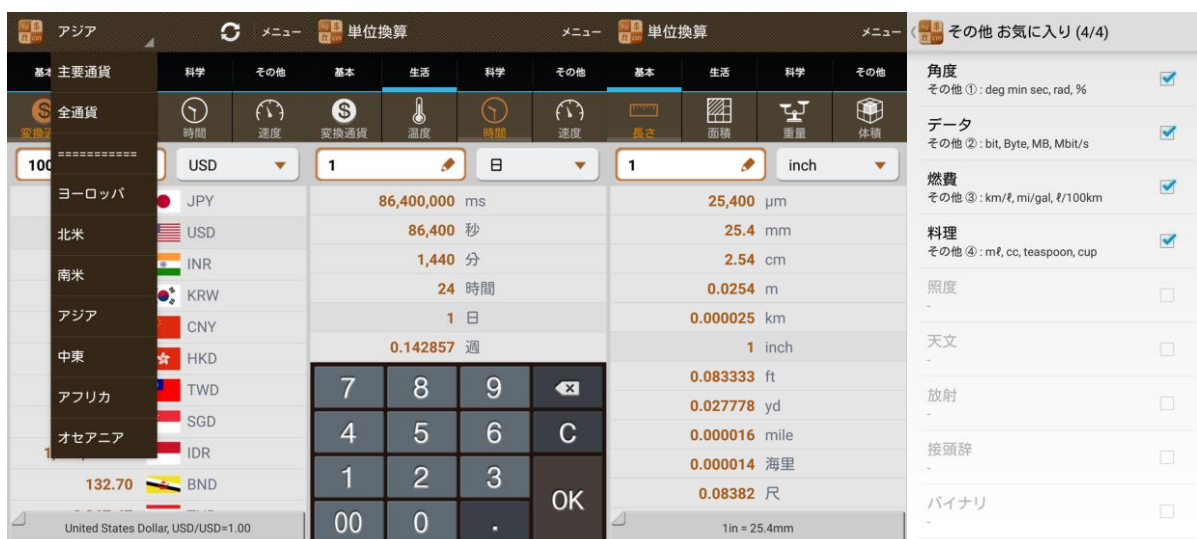 アジア
メニュー
基本
科学
その他
時間
速度
主要通貨
全通貨
===========
ヨーロッパ
北米
南米
アジア
中東
アフリカ
オセアニア
100
USD
JPY
USD
INR
KRW
CNY
HKD
TWD
SGD
IDR
132.70 BND
United States Dollar, USD/USD=1.00
単位換算
メニュー
基本 生活 科学 その他
変換通貨 温度 時間 速度
1 日
86,400,000 ms
86,400 秒
1,440 分
24 時間
1 日
0.142857 週
7 8 9
4 5 6 C
1 2 3
00 0 . OK
単位換算
メニュー
基本 生活 科学 その他
長さ 面積 重量 体積
1 inch
25,400 μm
25.4 mm
2.54 cm
0.0254 m
0.000025 km
1 inch
0.083333 ft
0.027778 yd
0.000016 mile
0.000014 海里
0.08382 尺
1in = 25.4mm
その他 お気に入り (4/4)
角度
その他 ① : deg min sec, rad, %
データ
その他 ② : bit, Byte, MB, Mbit/s
燃費
その他 ③ : km/ℓ, mi/gal, ℓ/100km
料理
その他 ④ : mℓ, cc, teaspoon, cup
照度
-
天文
-
放射
-
接頭辞
-
バイナリ
-